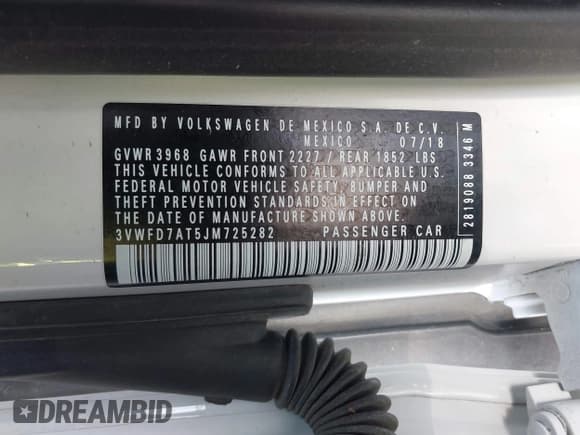 MFD BY VOLKSWAGEN DE MEXICO S.A. DE C.V.
MEXICO 07/18
GVWR 3968 GAWR FRONT 2227 / REAR 1852 LBS
THIS VEHICLE CONFORMS TO ALL APPLICABLE U.S.
FEDERAL MOTOR VEHICLE SAFETY, BUMPER AND
THEFT PREVENTION STANDARDS IN EFFECT ON
THE DATE OF MANUFACTURE SHOWN ABOVE.
3VWFD7AT5JM725282 PASSENGER CAR
2819088 3346 M
DREAMBID